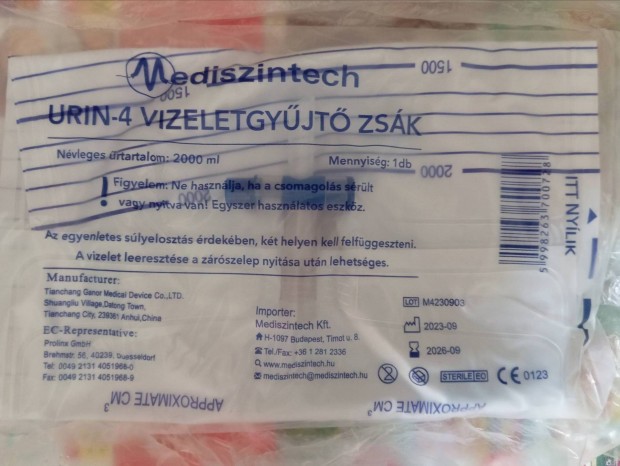 Mediszintech
1500
1500
URIN-4 VIZELETGYŰJTŐ ZSÁK
Névleges űrtartalom: 2000 ml
Mennyiség: 1db
2000
2000
! Figyelem: Ne használja, ha a csomagolás sérült
vagy nyitva van! Egyszer használatos eszköz.
ITT NYÍLIK
5998263700728
Az egyenletes súlyelosztás érdekében, két helyen kell felfüggeszteni.
A vizelet leeresztése a zárószelep nyitása után lehetséges.
Manufacturer:
Tianchang Ganor Medical Device Co.,LTD.
Shuangliu Village,Datong Town,
Tianchang City, 239361 Anhui,China
EC-Representative:
Prolinx GmbH
Brehmstr. 56, 40239, Duesseldorf
Tel: 0049 2131 4051968-0
Fax: 0049 2131 4051968-9
Importer:
Mediszintech Kft.
H-1097 Budapest, Timót u. 8.
Tel./Fax: +36 1 281 2336
www.mediszintech.hu
mediszintech@mediszintech.hu
LOT M4230903
2023-09
2026-09
STERILE EO
CE 0123
APPROXIMATE CM³
APPROXIMATE CM³